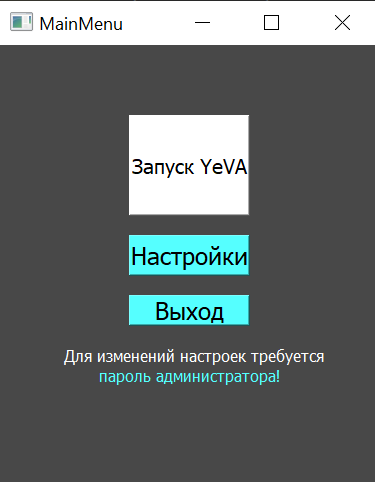 MainMenu
Запуск YeVA
Настройки
Выход
Для изменений настроек требуется
пароль администратора!